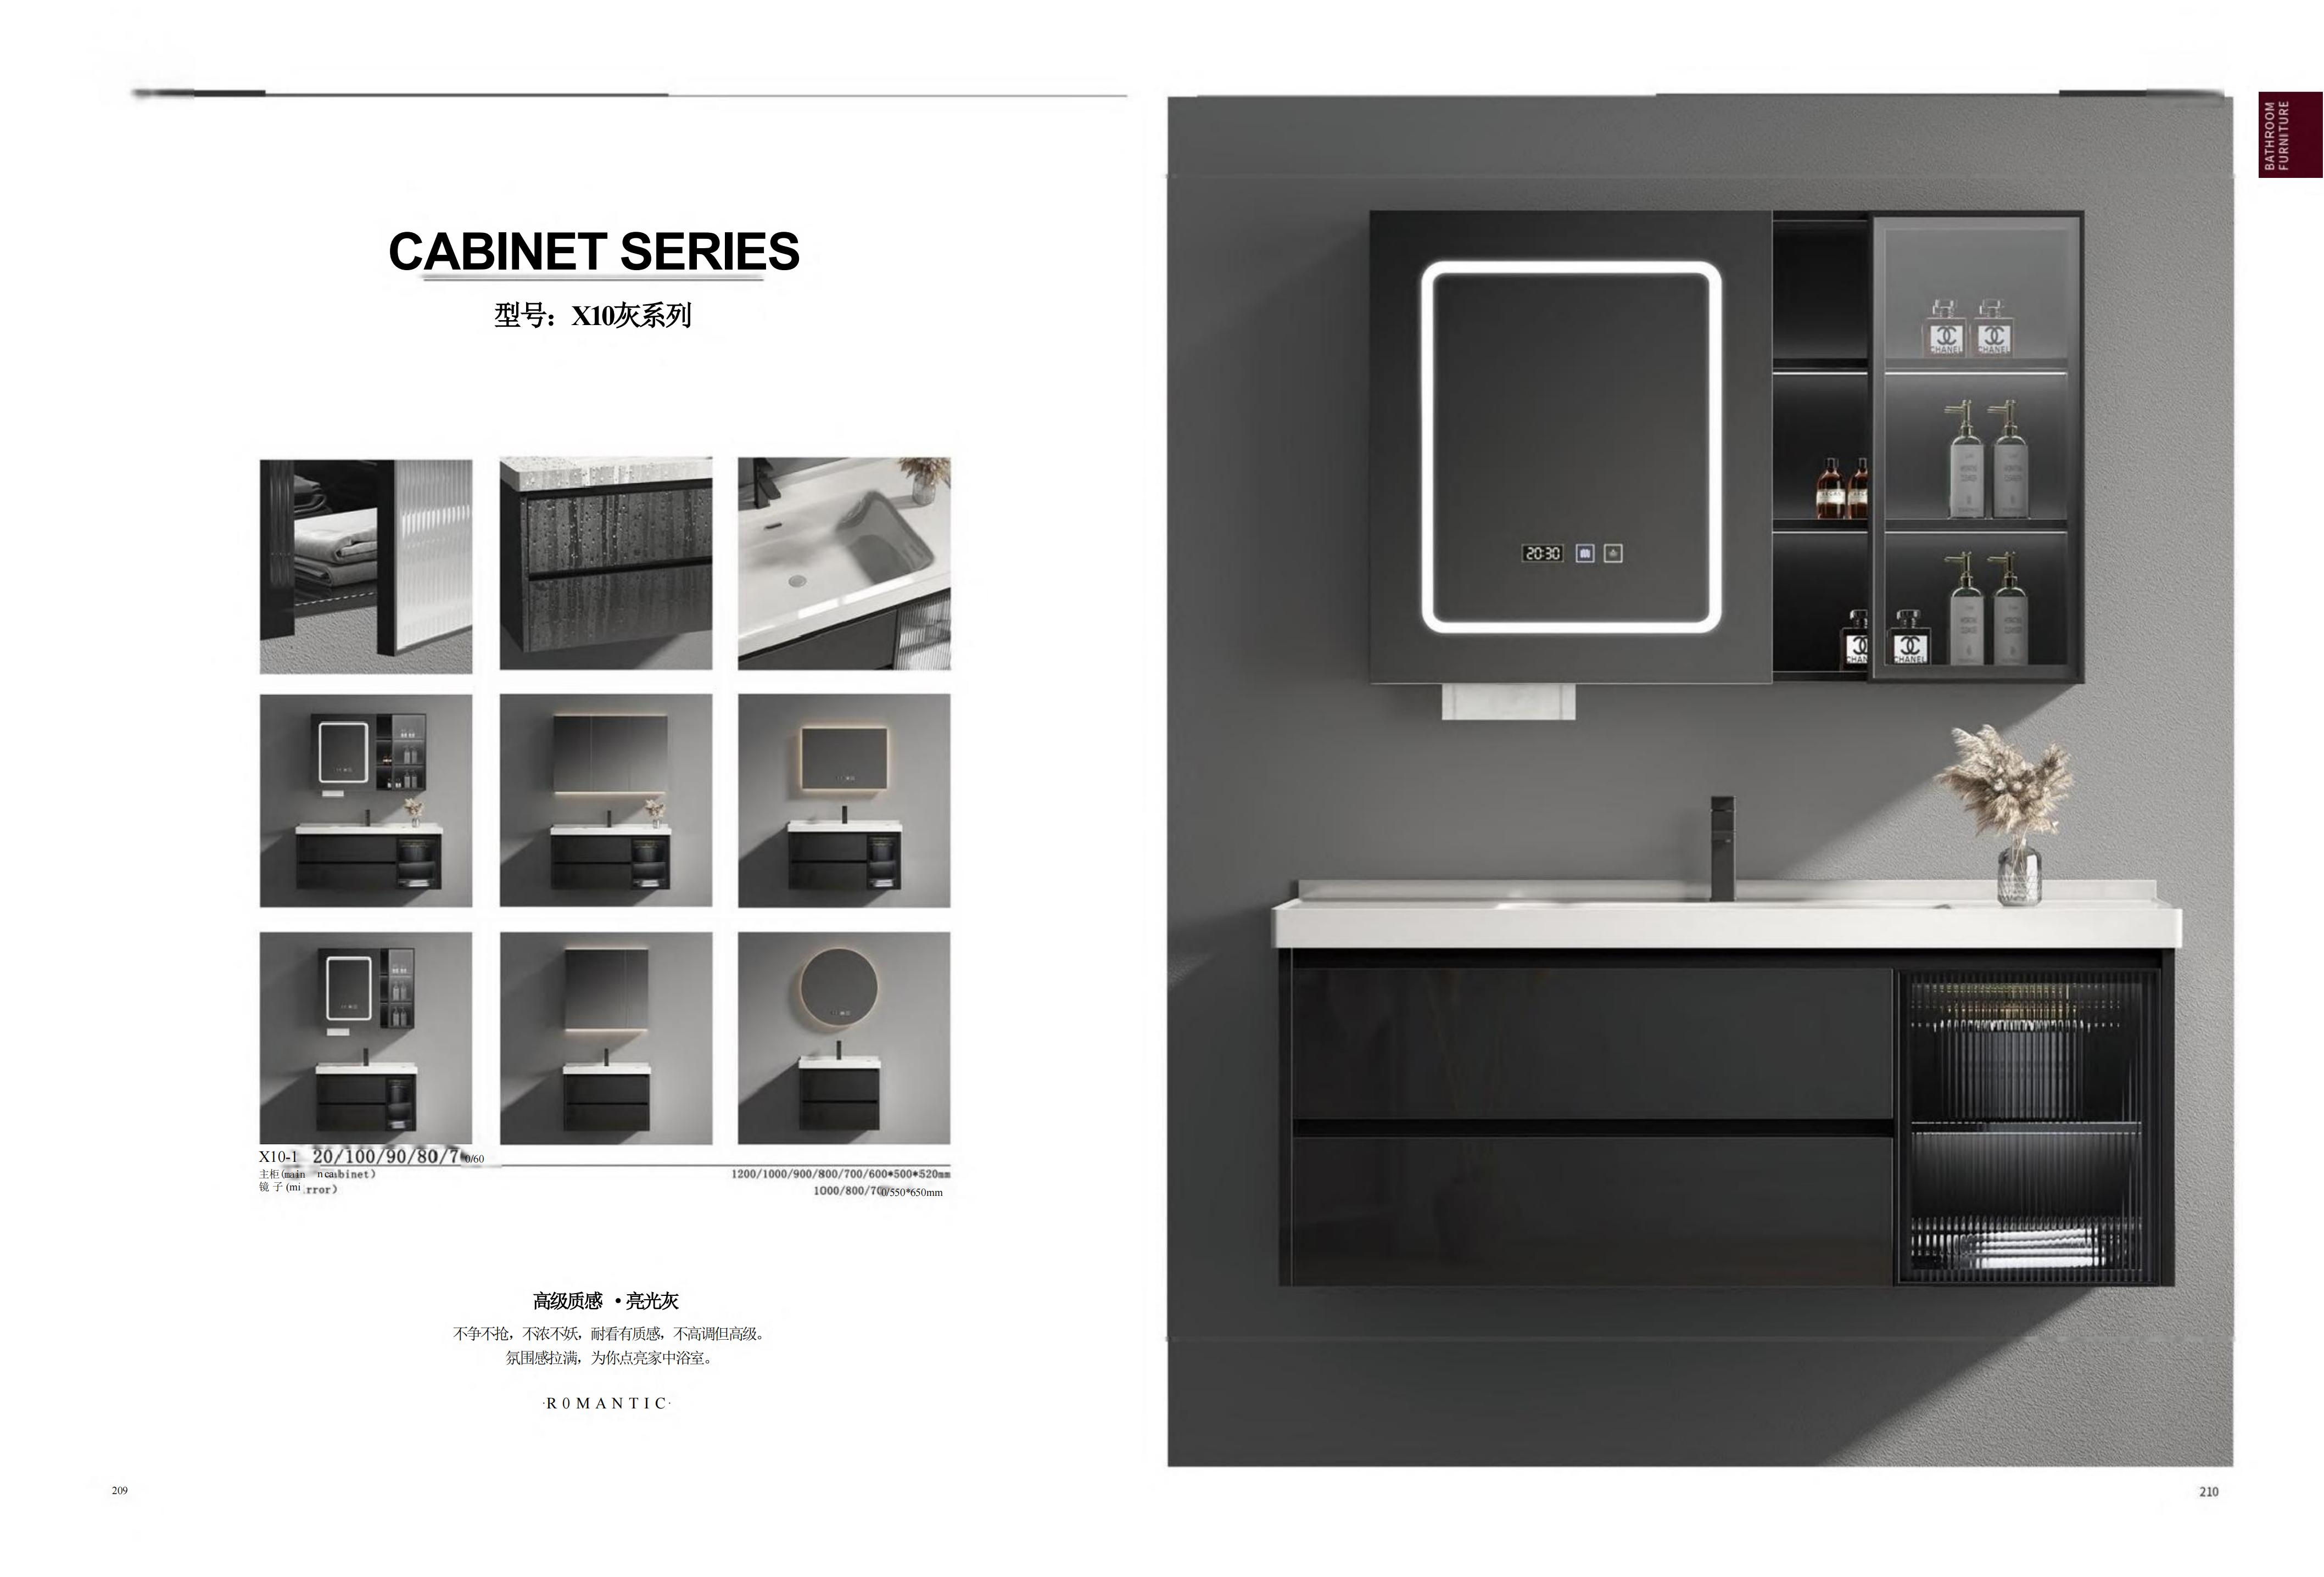 BATHROOM
FURNITURE
CABINET SERIES
型号：X10灰系列
X10-1 20/100/90/80/70/60
主柜(main cabinet)
1200/1000/900/800/700/600*500*520mm
镜子(mirror)
1000/800/700/550*650mm
高级质感 ·亮光灰
不争不抢，不浓不妖，耐看有质感，不高调但高级。
氛围感拉满，为你点亮家中浴室。
·R0MANTIC·
209
20:30
CHANEL
CHANEL
CHANEL
210